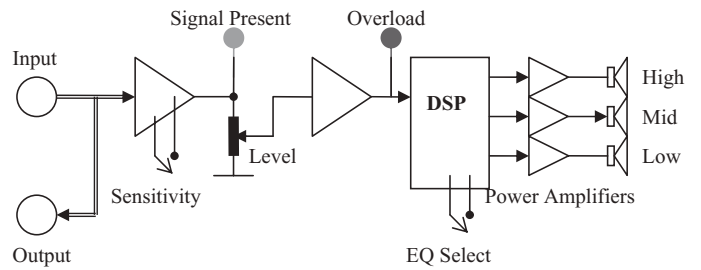 Signal Present
Overload
Input
High
DSP
Mid
Level
Low
Sensitivity
Power Amplifiers
Output
EQ Select